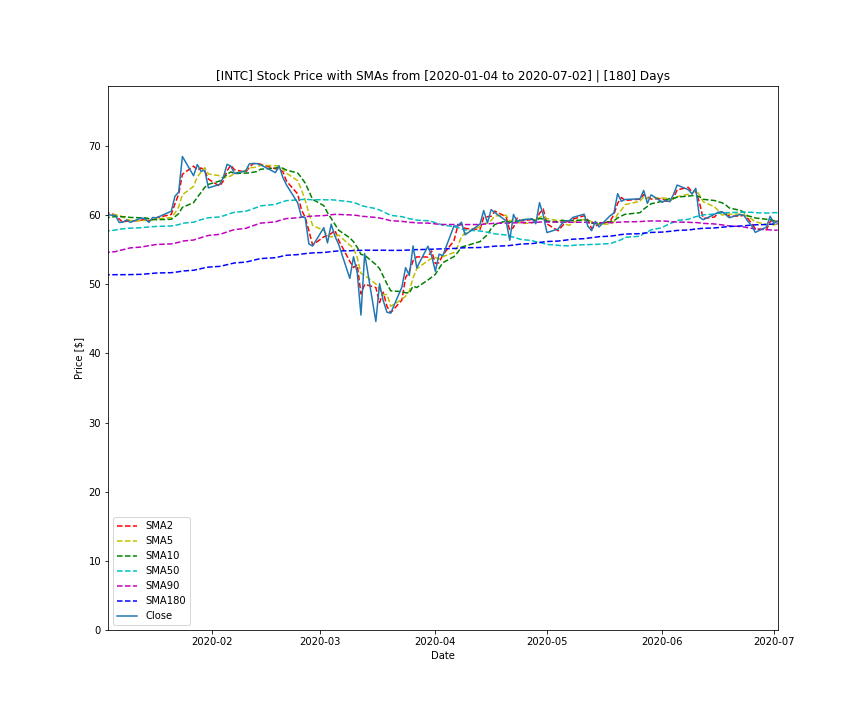 [INTC] Stock Price with SMAs from [2020-01-04 to 2020-07-02] | [180] Days
Price [$]
70
60
50
40
30
20
10
0
SMA2
SMA5
SMA10
SMA50
SMA90
SMA180
Close
2020-02
2020-03
2020-04
2020-05
2020-06
2020-07
Date